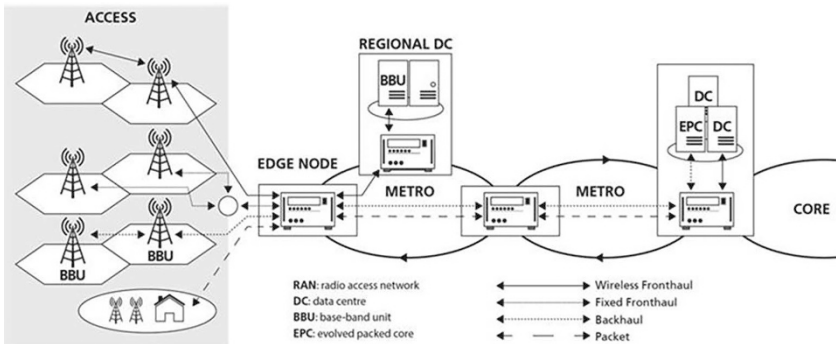 ACCESS
REGIONAL DC
BBU
DC
EPC DC
EDGE NODE
METRO
METRO
CORE
BBU
BBU
RAN: radio access network
DC: data centre
BBU: base-band unit
EPC: evolved packed core
Wireless Fronthaul
Fixed Fronthaul
Backhaul
Packet